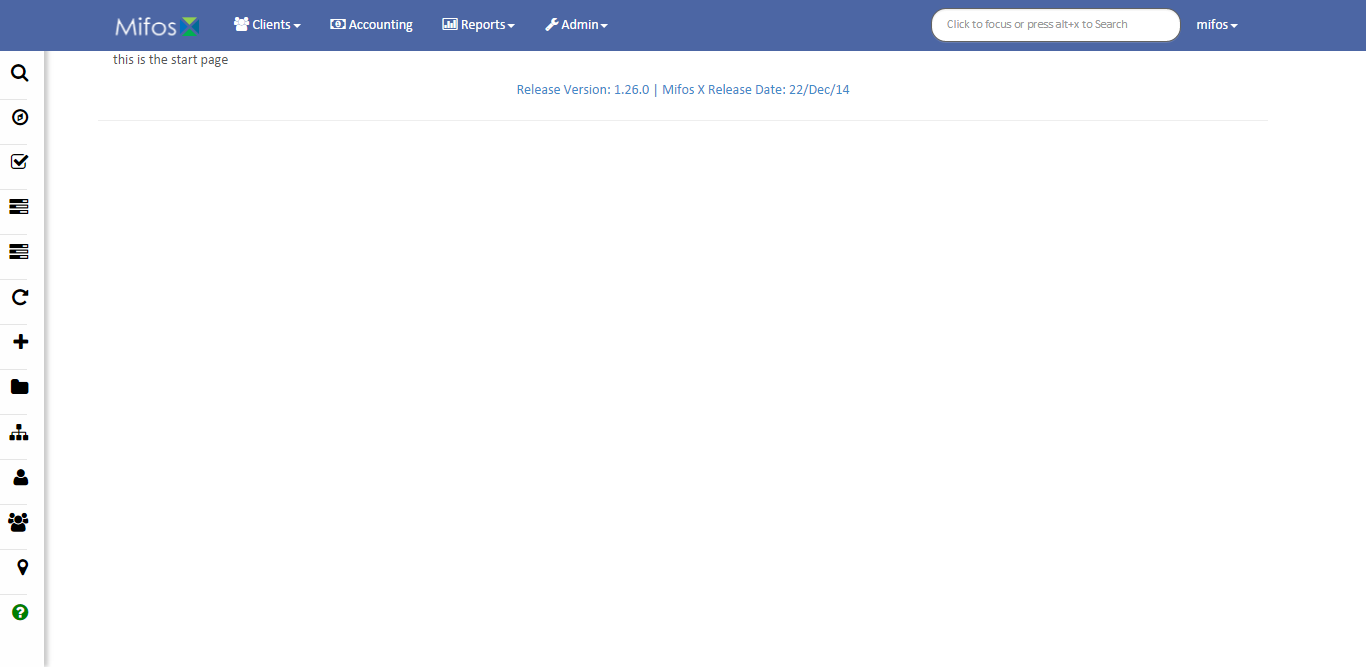 Mifos Clients Accounting Reports Admin Click to focus or press alt+x to Search mifos
this is the start page
Release Version: 1.26.0 | Mifos X Release Date: 22/Dec/14